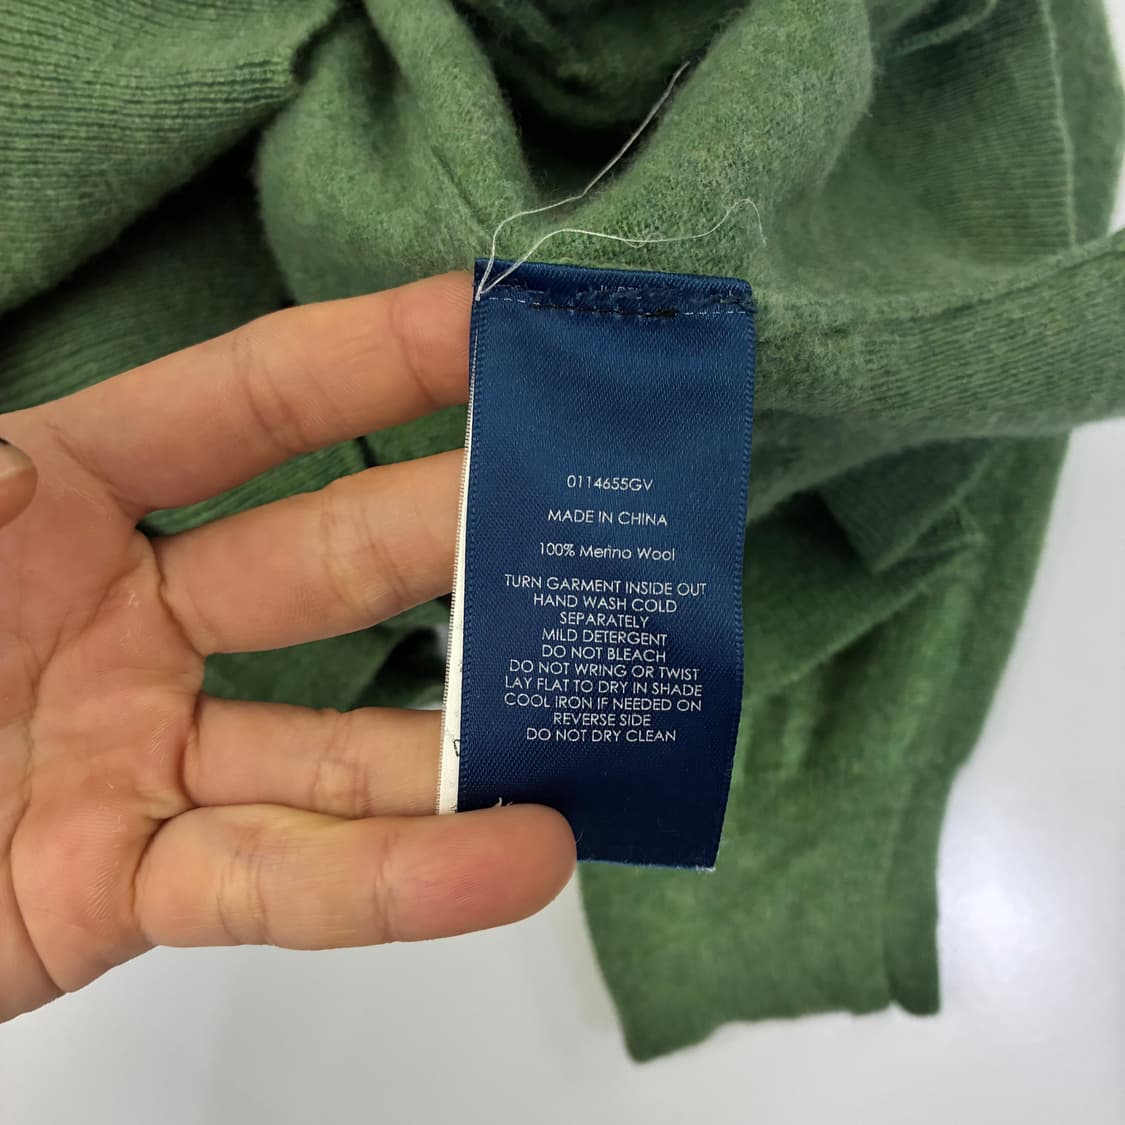 0114655GV
MADE IN CHINA
100% Merino Wool
TURN GARMENT INSIDE OUT
HAND WASH COLD
SEPARATELY
MILD DETERGENT
DO NOT BLEACH
DO NOT WRING OR TWIST
LAY FLAT TO DRY IN SHADE
COOL IRON IF NEEDED ON
REVERSE SIDE
DO NOT DRY CLEAN